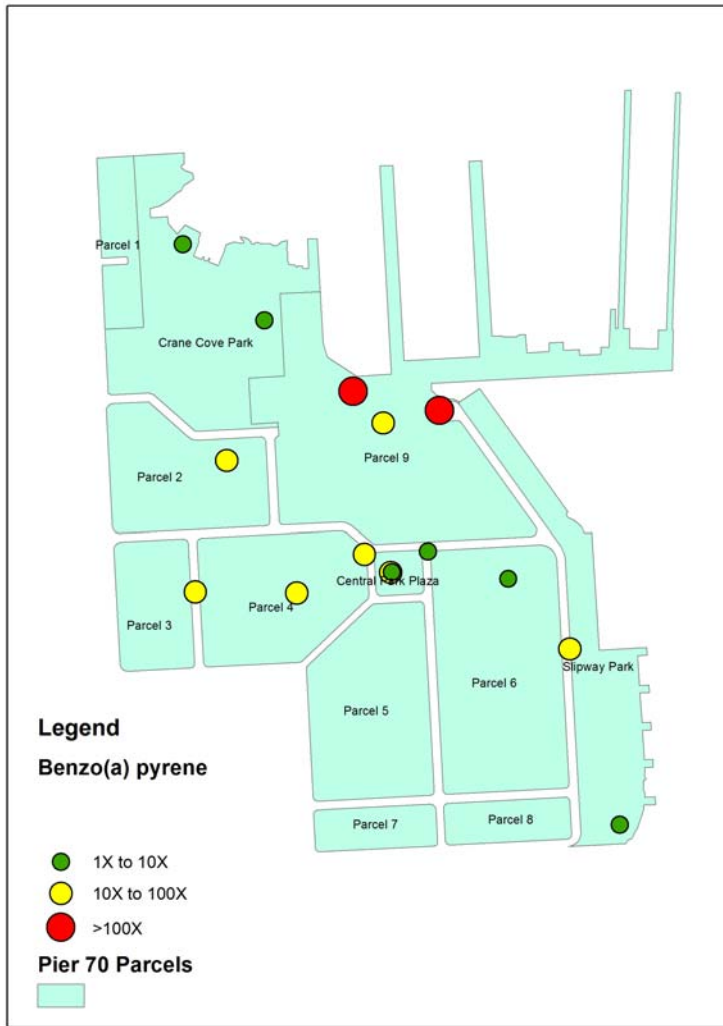 Parcel 1
Crane Cove Park
Parcel 9
Parcel 2
Central Park Plaza
Parcel 4
Parcel 3
Slipway Park
Parcel 6
Parcel 5
Parcel 7
Parcel 8
Legend
Benzo(a) pyrene
1X to 10X
10X to 100X
>100X
Pier 70 Parcels